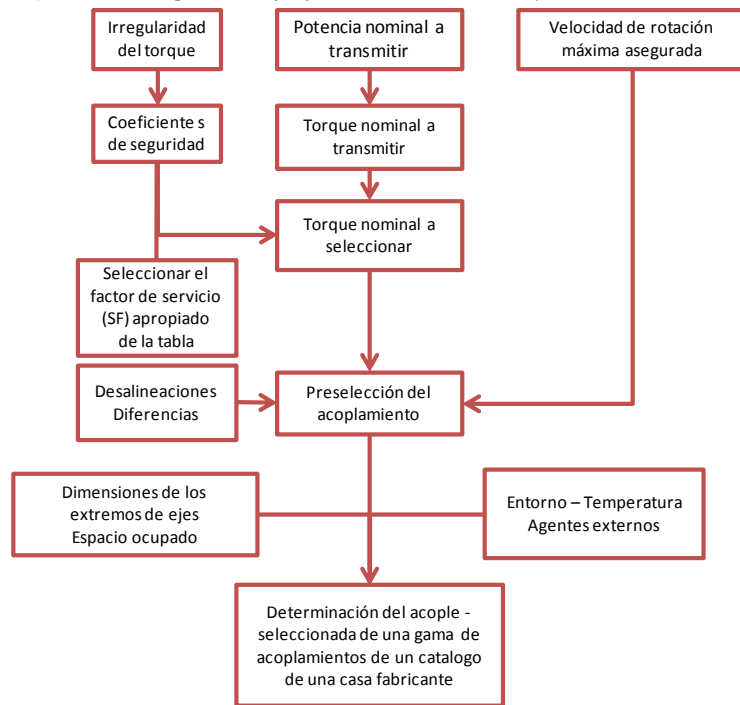 Irregularidad
del torque
Potencia nominal a
transmitir
Velocidad de rotación
máxima asegurada
Coeficiente s
de seguridad
Torque nominal a
transmitir
Torque nominal a
seleccionar
Seleccionar el
factor de servicio
(SF) apropiado
de la tabla
Desalineaciones
Diferencias
Preselección del
acoplamiento
Dimensiones de los
extremos de ejes
Espacio ocupado
Entorno – Temperatura
Agentes externos
Determinación del acople -
seleccionada de una gama de
acoplamientos de un catalogo
de una casa fabricante